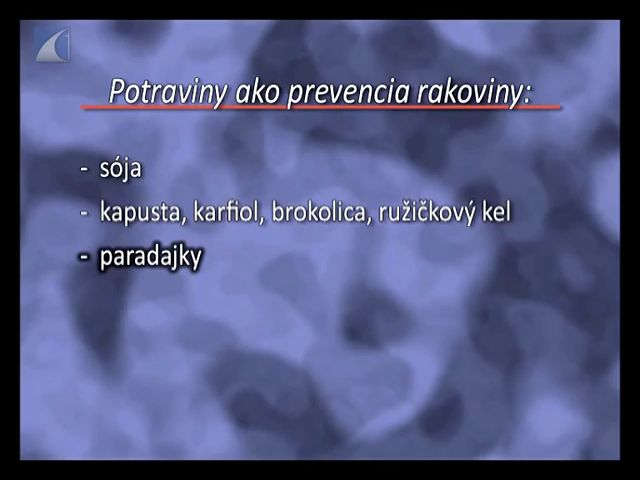 Potraviny ako prevencia rakoviny:
- sója
- kapusta, karfiol, brokolica, ružičkový kel
- paradajky